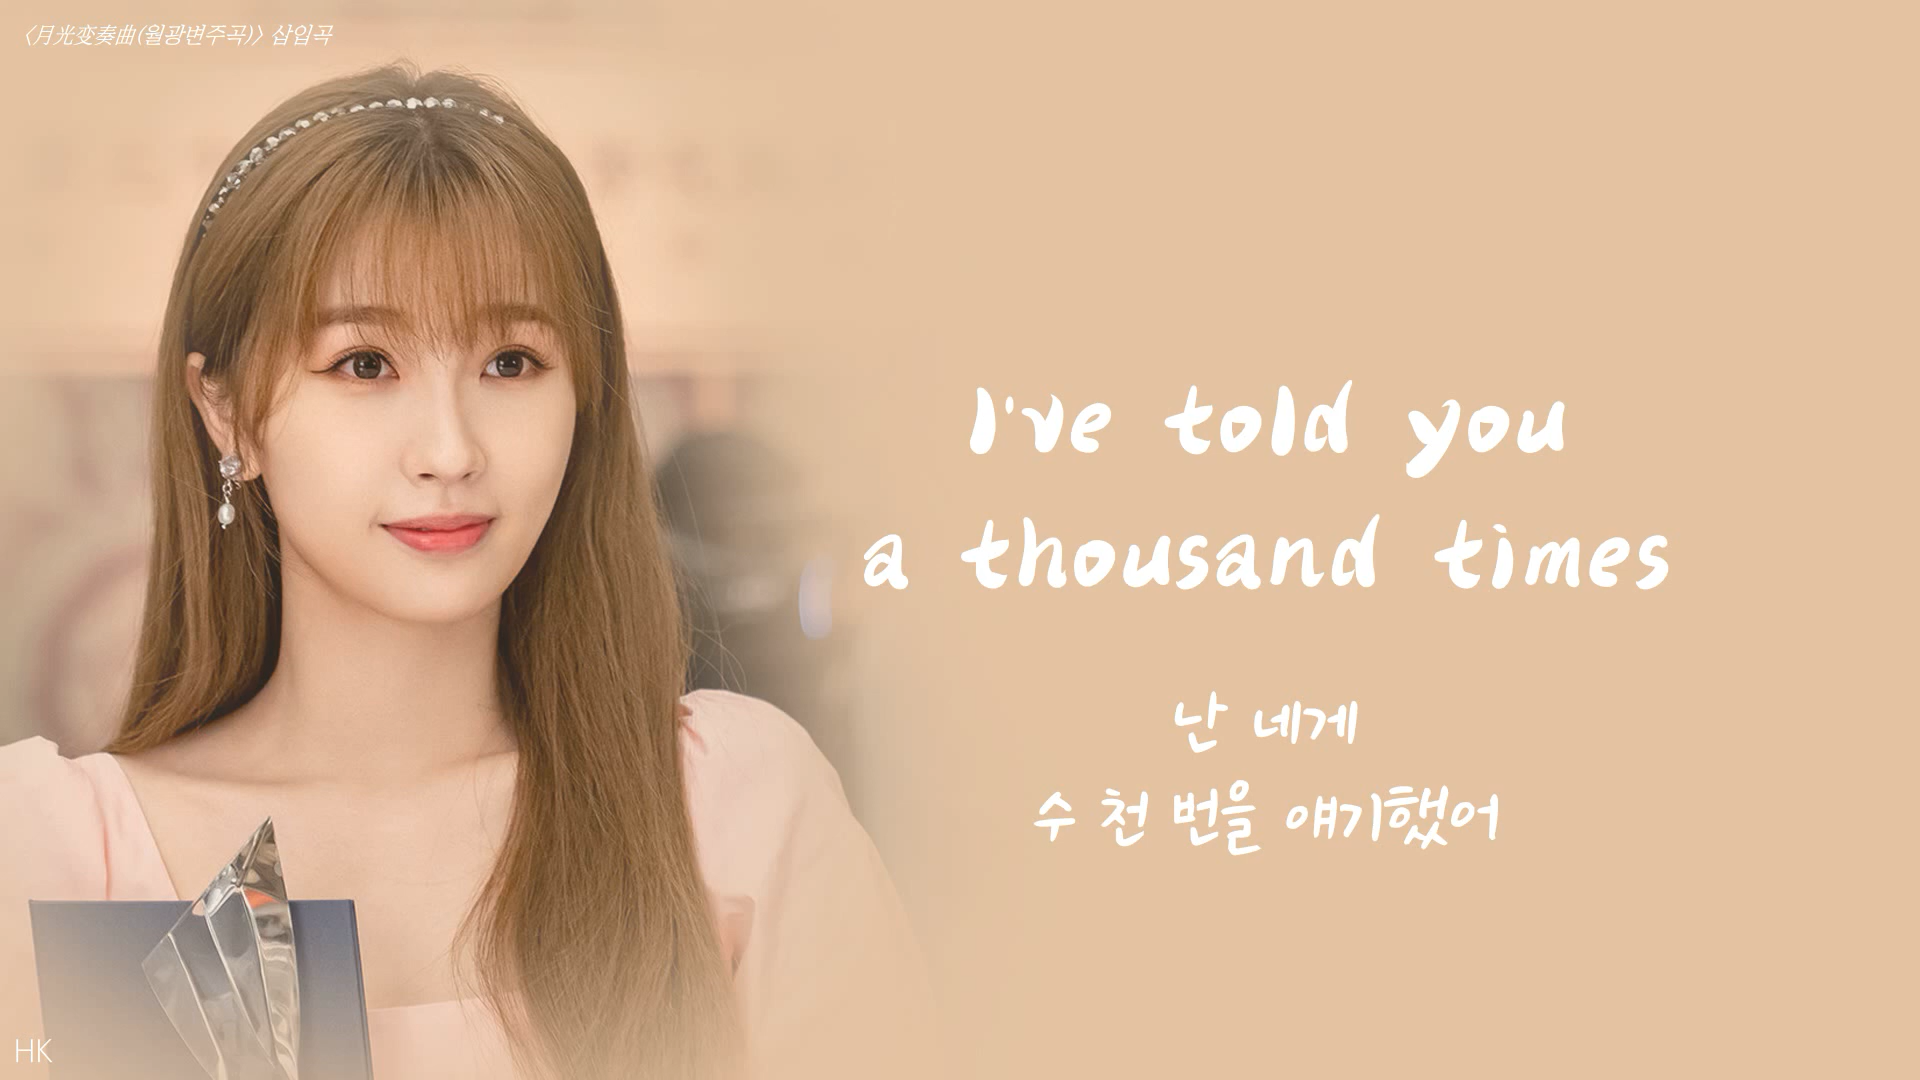 〈月光变奏曲(월광변주곡)〉 삽입곡
I've told you
a thousand times
난 네게
수 천 번을 얘기했어
HK